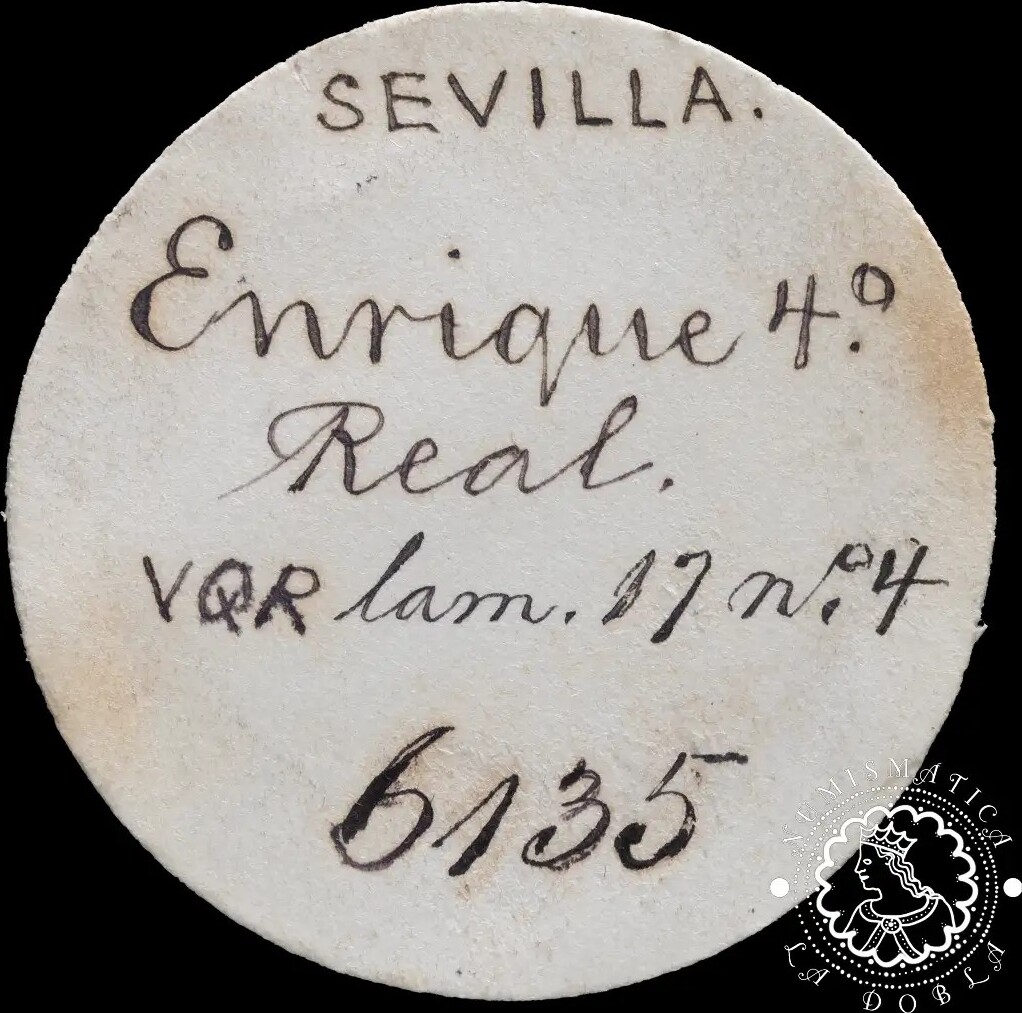 SEVILLA.
Enrique 4.º
Real.
VQR lam. 17 n.º 4
6135
NUMISMATICA
LA DOBLA